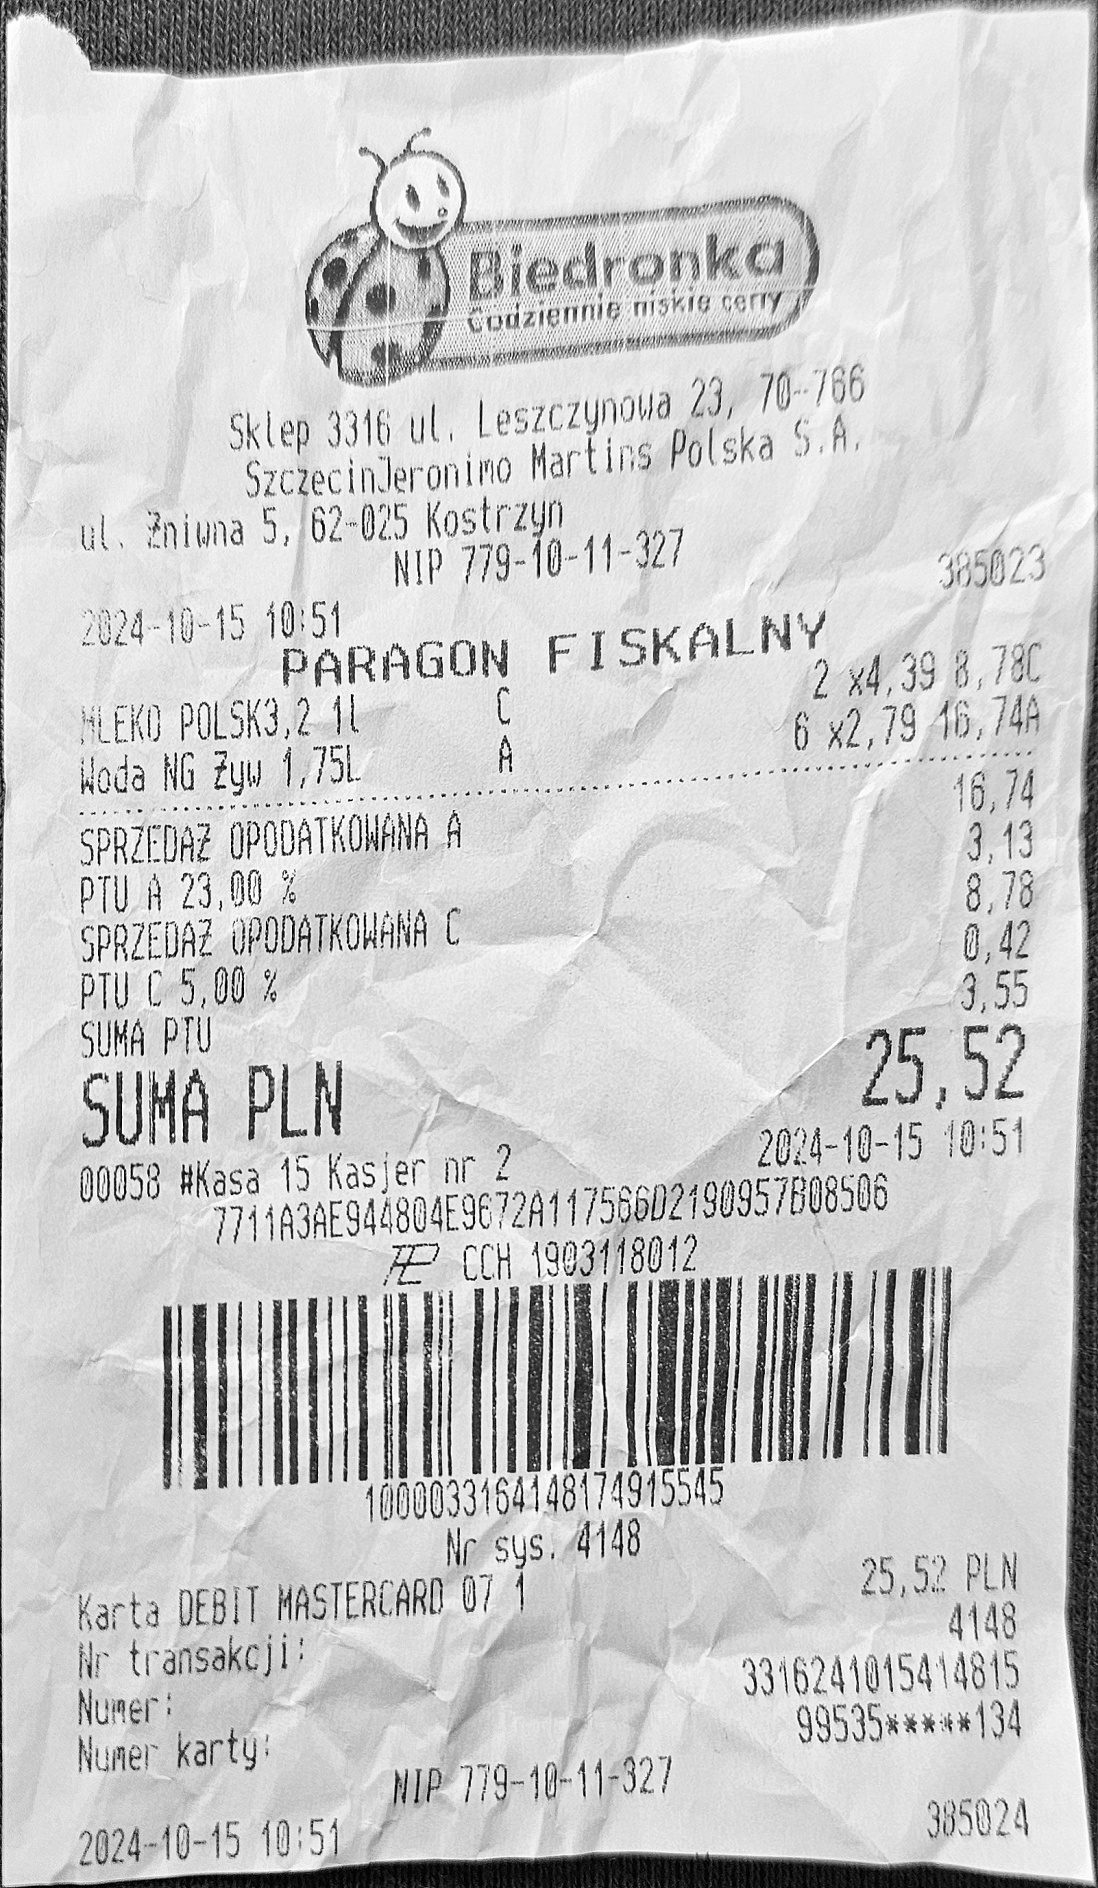 Biedronka
Codziennie niskie ceny
Sklep 3316 ul. Leszczynowa 23, 70-766
SzczecinJeronimo Martins Polska S.A.
ul. Żniwna 5, 62-025 Kostrzyn
NIP 779-10-11-327
2024-10-15 10:51 385023
PARAGON FISKALNY
MLEKO POLSK3,2 1l C 2 x4,39 8,78C
Woda NG Żyw 1,75L A 6 x2,79 16,74A
SPRZEDAŻ OPODATKOWANA A 16,74
PTU A 23,00 % 3,13
SPRZEDAŻ OPODATKOWANA C 8,78
PTU C 5,00 % 0,42
SUMA PTU 3,55
SUMA PLN 25,52
00058 #Kasa 15 Kasjer nr 2 2024-10-15 10:51
7711A3AE944804E9672A117566D2190957B08506
CCH 1903118012
1000033164148174915545
Nr sys. 4148
Karta DEBIT MASTERCARD 07 1 25,52 PLN
Nr transakcji: 4148
Numer: 3316241015414815
Numer karty: 99535*****134
NIP 779-10-11-327
2024-10-15 10:51 385024